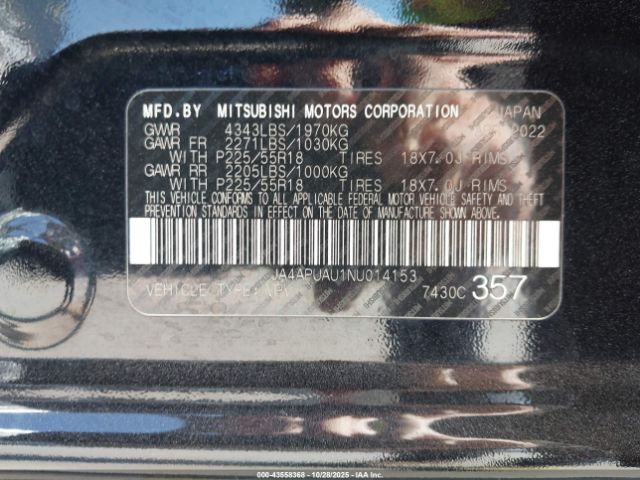 MFD.BY MITSUBISHI MOTORS CORPORATION JAPAN
GVWR 4343LBS/1970KG 2022
GAWR FR 2271LBS/1030KG
WITH P225/55R18 TIRES 18X7.0J RIMS
GAWR RR 2205LBS/1000KG
WITH P225/55R18 TIRES 18X7.0J RIMS
THIS VEHICLE CONFORMS TO ALL APPLICABLE FEDERAL MOTOR VEHICLE SAFETY AND THEFT
PREVENTION STANDARDS IN EFFECT ON THE DATE OF MANUFACTURE SHOWN ABOVE.
JA4APUAU1NU014153
VEHICLE TYPE: 7430C 357
000-43558368 - 10/28/2025 - IAA Inc.